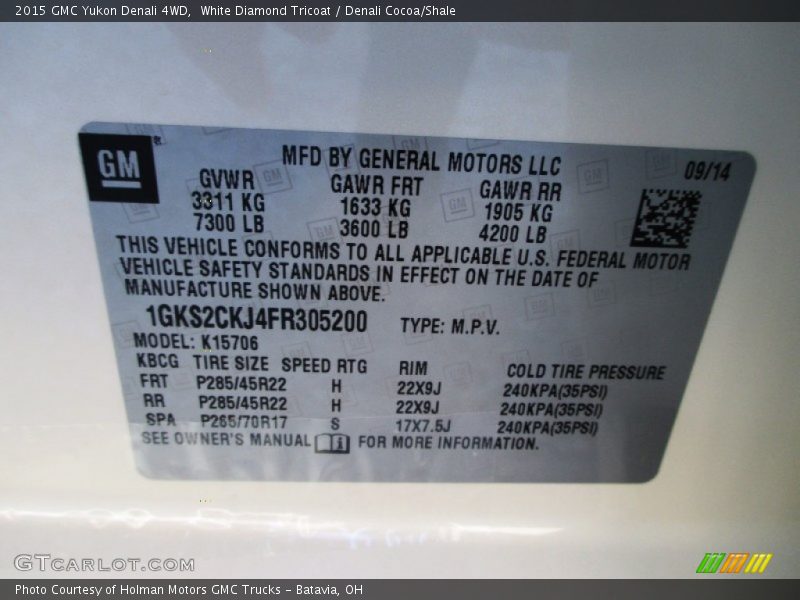 2015 GMC Yukon Denali 4WD, White Diamond Tricoat / Denali Cocoa/Shale
GM
MFD BY GENERAL MOTORS LLC
09/14
GVWR GAWR FRT GAWR RR
3311 KG 1633 KG 1905 KG
7300 LB 3600 LB 4200 LB
THIS VEHICLE CONFORMS TO ALL APPLICABLE U.S. FEDERAL MOTOR
VEHICLE SAFETY STANDARDS IN EFFECT ON THE DATE OF
MANUFACTURE SHOWN ABOVE.
1GKS2CKJ4FR305200 TYPE: M.P.V.
MODEL: K15706
KBCG TIRE SIZE SPEED RTG RIM COLD TIRE PRESSURE
FRT P285/45R22 H 22X9J 240KPA(35PSI)
RR P285/45R22 H 22X9J 240KPA(35PSI)
SPA P265/70R17 S 17X7.5J 240KPA(35PSI)
SEE OWNER'S MANUAL FOR MORE INFORMATION.
GTCARLOT.COM
Photo Courtesy of Holman Motors GMC Trucks - Batavia, OH